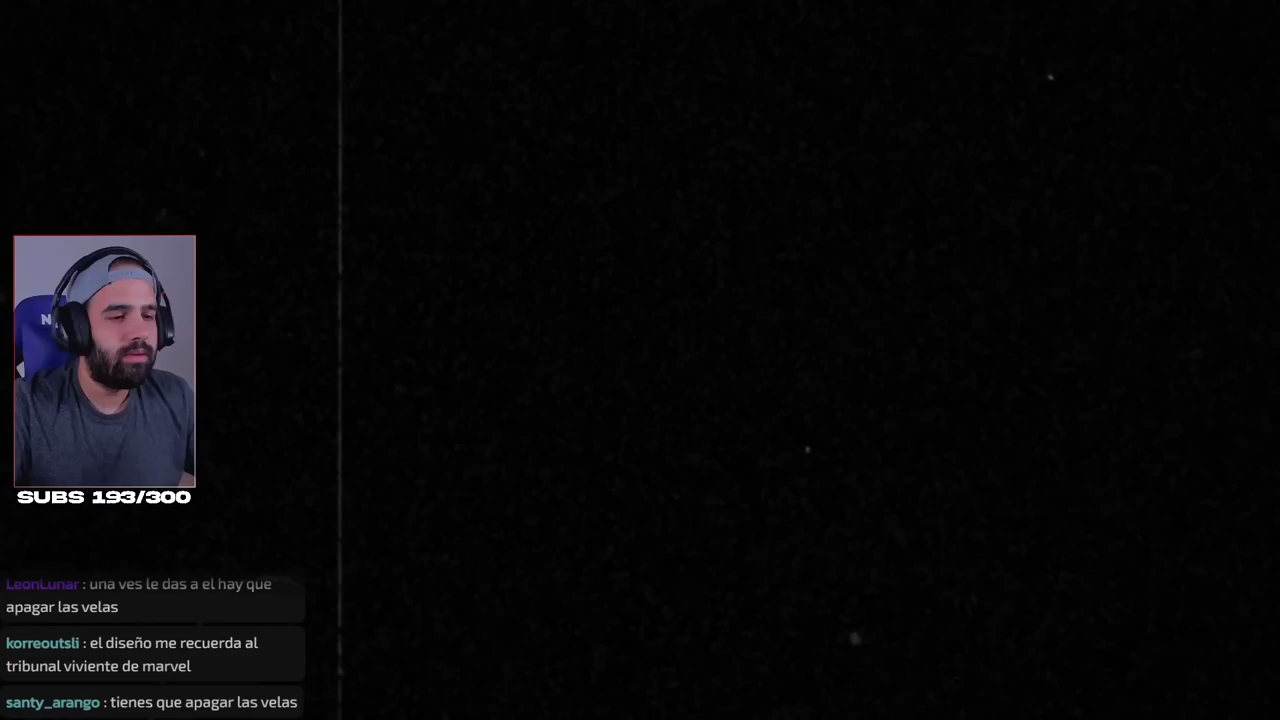 N
SUBS 193/300
LeonLunar : una ves le das a el hay que
apagar las velas
korreoutsli : el diseño me recuerda al
tribunal viviente de marvel
santy_arango : tienes que apagar las velas